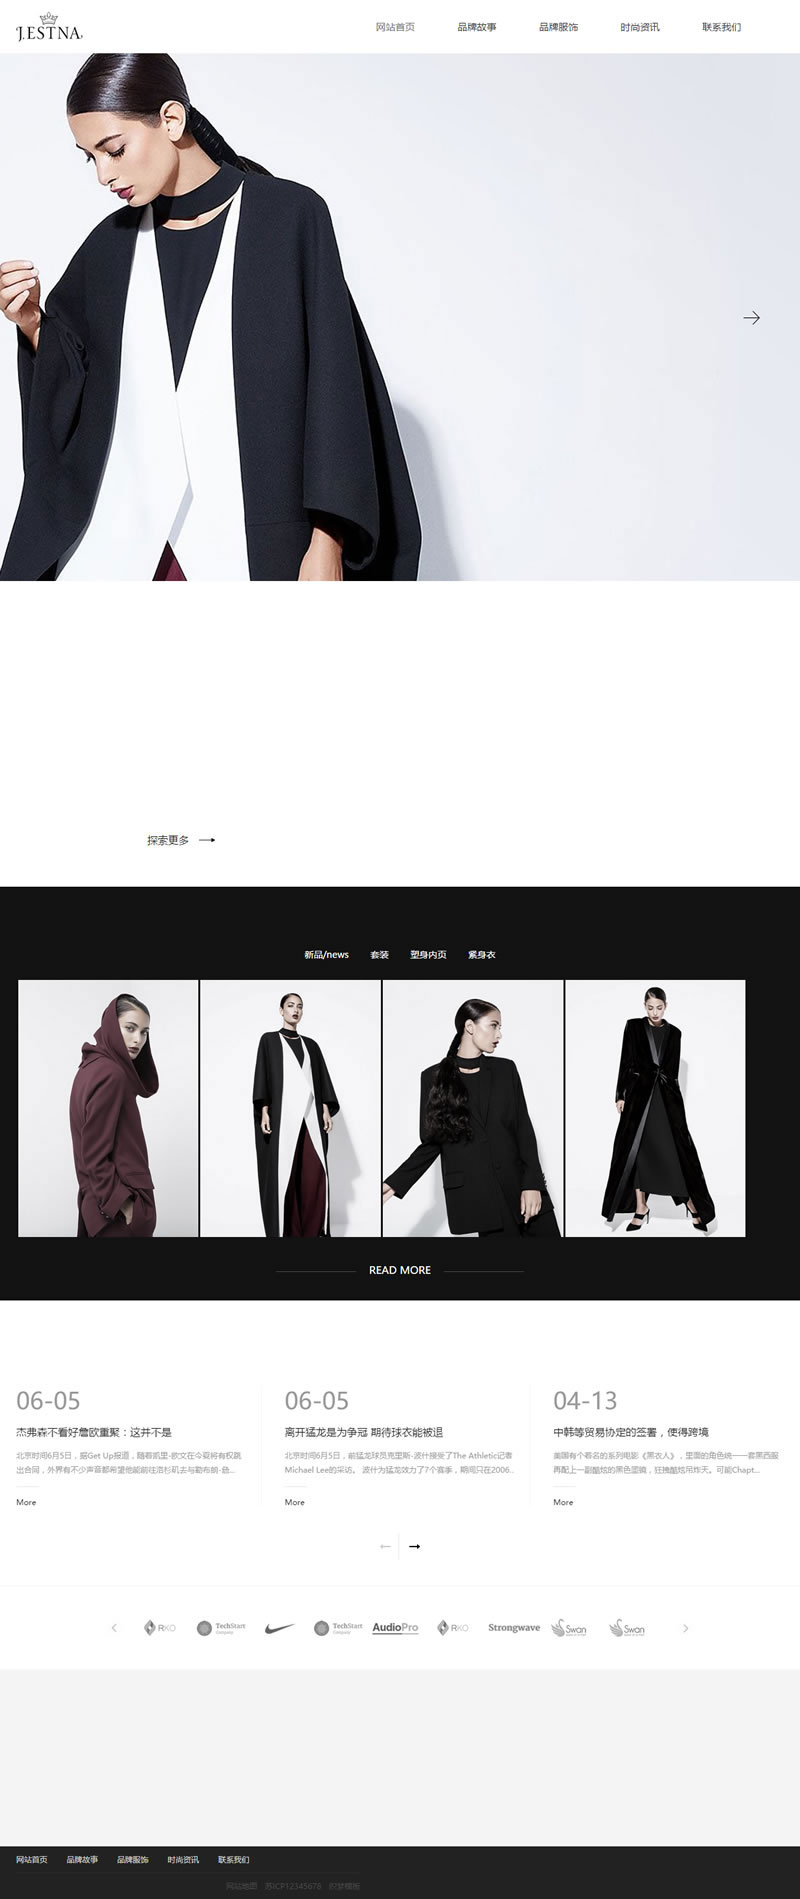 J.ESTNA.
网站首页 品牌故事 品牌服饰 时尚资讯 联系我们
探索更多
新品/news 套装 塑身内页 紧身衣
READ MORE
06-05
杰弗森不看好詹欧重聚：这并不是
北京时间6月5日，据Get Up报道，随着凯里-欧文在今夏将有权跳
出合同，外界有不少声音都希望他能前往洛杉矶去与勒布朗-詹...
More
06-05
离开猛龙是为争冠 期待球衣能被退
北京时间6月5日，前猛龙球员克里斯-波什接受了The Athletic记者
Michael Lee的采访。 波什为猛龙效力了7个赛季，期间只在2006..
More
04-13
中韩等贸易协定的签署，使得跨境
美国有个着名的系列电影《黑衣人》，里面的角色统一一套黑西服
再配上一副酷炫的黑色墨镜，狂拽酷炫吊炸天。可能Chapt...
More
RKO TechStart Company TechStart Company AudioPro RKO Strongwave Swan Swan
网站首页 品牌故事 品牌服饰 时尚资讯 联系我们
网站地图 苏ICP12345678 织梦模板